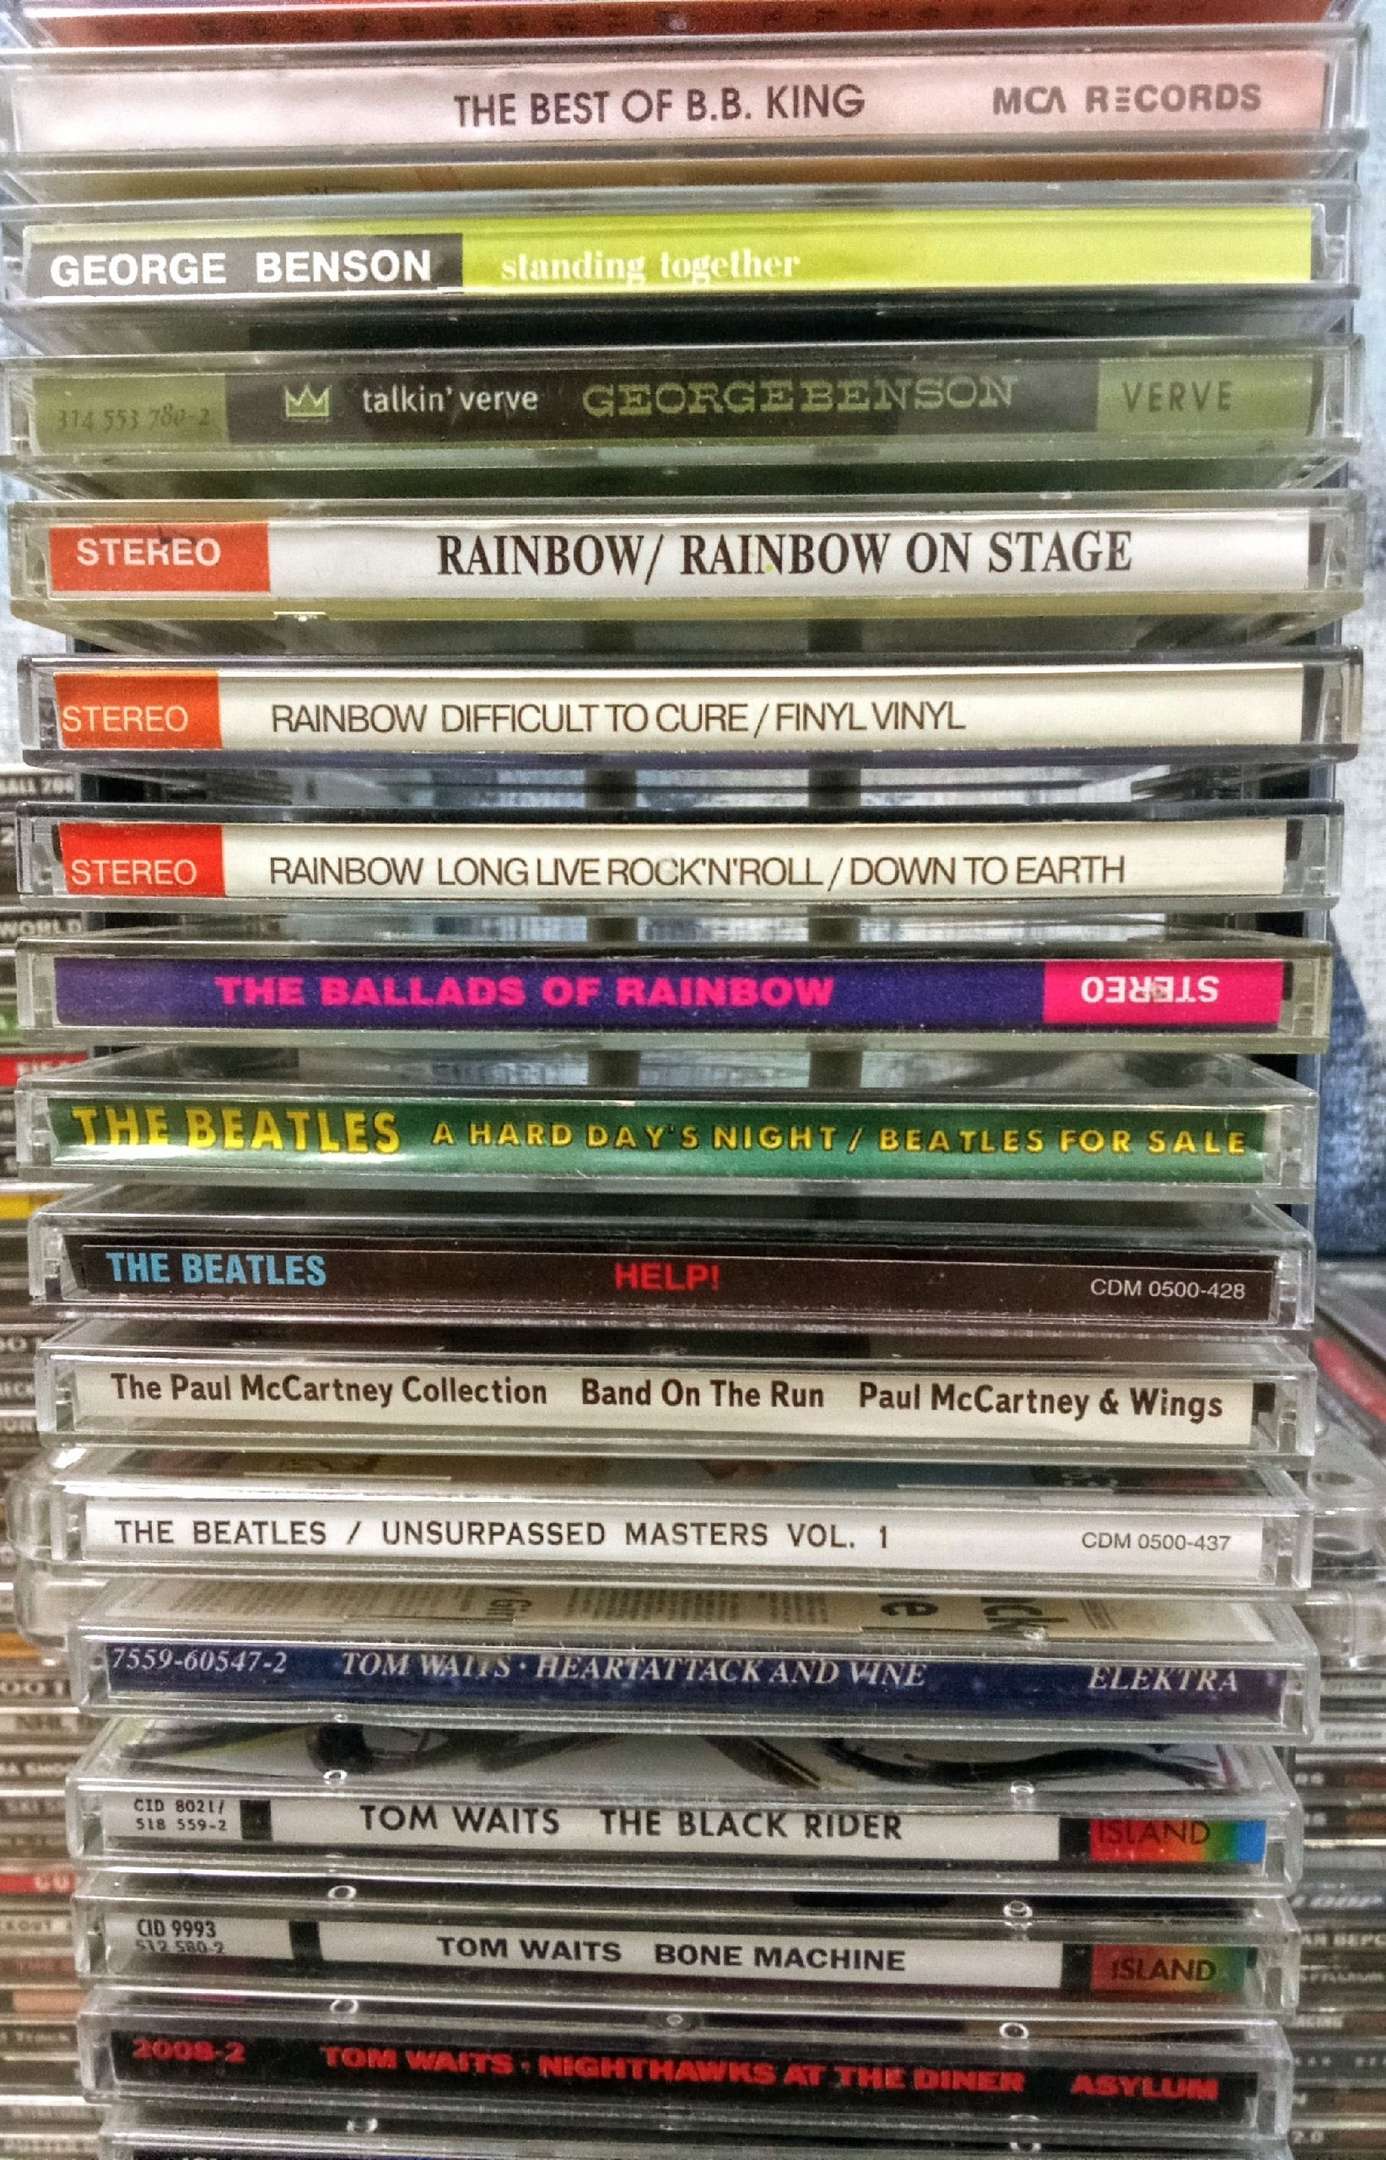 THE BEST OF B.B. KING MCA RECORDS
GEORGE BENSON standing together
314 553 780-2 talkin' verve GEORGE BENSON VERVE
STEREO RAINBOW/ RAINBOW ON STAGE
STEREO RAINBOW DIFFICULT TO CURE / FINYL VINYL
STEREO RAINBOW LONG LIVE ROCK'N'ROLL / DOWN TO EARTH
THE BALLADS OF RAINBOW STEREO
THE BEATLES A HARD DAY'S NIGHT / BEATLES FOR SALE
THE BEATLES HELP! CDM 0500-428
The Paul McCartney Collection Band On The Run Paul McCartney & Wings
THE BEATLES / UNSURPASSED MASTERS VOL. 1 CDM 0500-437
7559-60547-2 TOM WAITS · HEARTATTACK AND VINE ELEKTRA
CID 8021/
518 559-2 TOM WAITS THE BLACK RIDER ISLAND
CID 9993
512 580-2 TOM WAITS BONE MACHINE ISLAND
2008-2 TOM WAITS · NIGHTHAWKS AT THE DINER ASYLUM